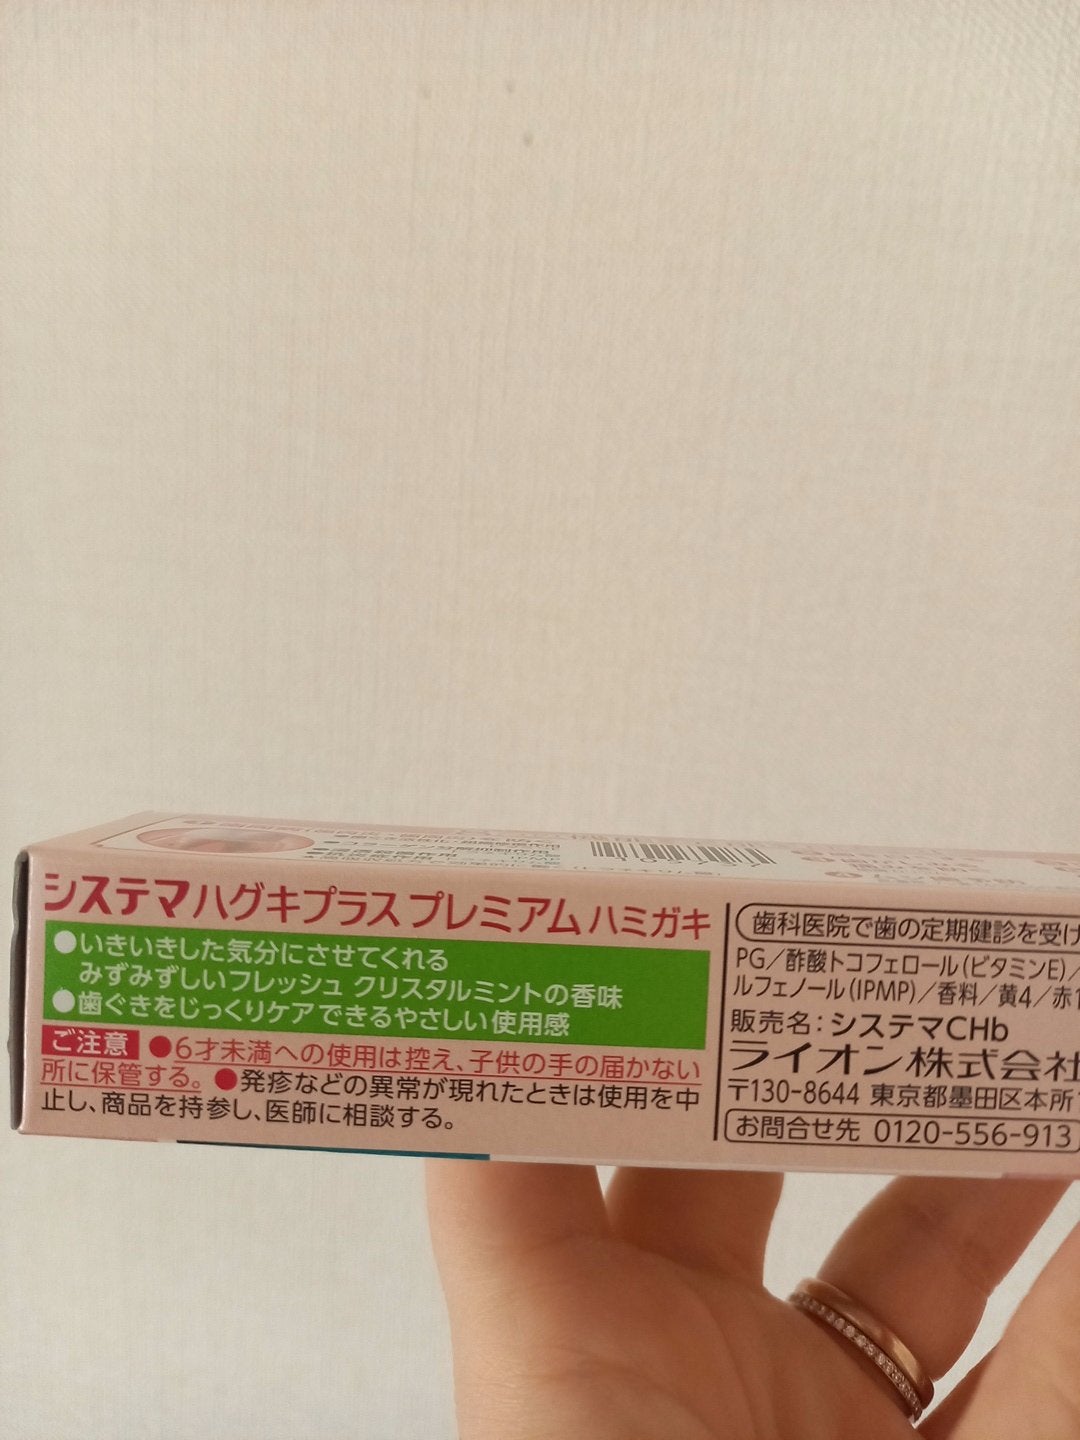 システマ ハグキプラス プレミアム ハミガキ
●いきいきした気分にさせてくれる
みずみずしいフレッシュ クリスタルミントの香味
●歯ぐきをじっくりケアできるやさしい使用感
ご注意 ●6才未満への使用は控え、子供の手の届かない
所に保管する。●発疹などの異常が現れたときは使用を中
止し、商品を持参し、医師に相談する。
歯科医院で歯の定期健診を受け
PG／酢酸トコフェロール(ビタミンE)／
ルフェノール(IPMP)／香料／黄4／赤1
販売名：システマCHb
ライオン株式会社
〒130-8644 東京都墨田区本所
お問合せ先 0120-556-913